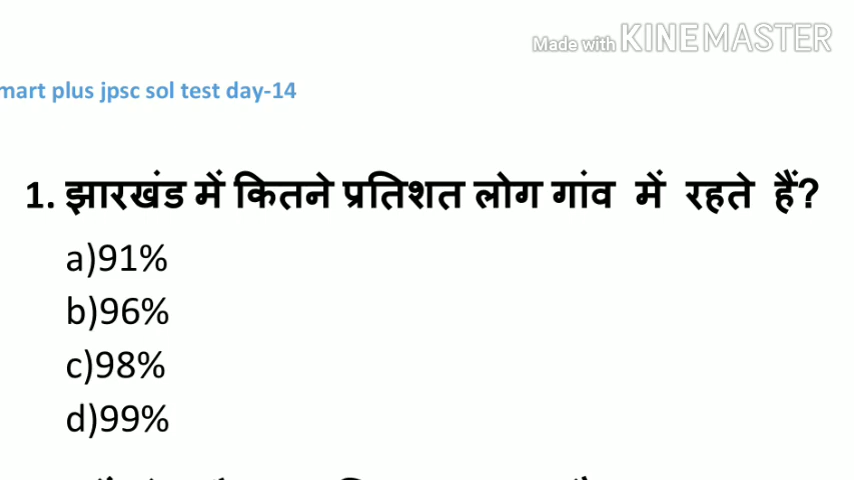 Made with KINEMASTER
mart plus jpsc sol test day-14
1. झारखंड में कितने प्रतिशत लोग गांव में रहते हैं?
a)91%
b)96%
c)98%
d)99%